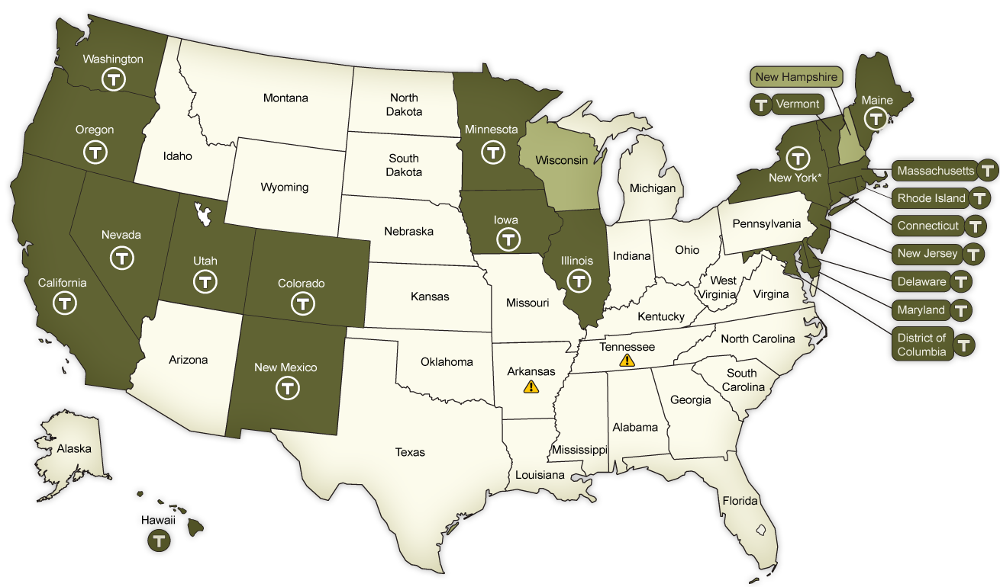 Washington
T
Oregon
T
California
T
Nevada
T
Idaho
Montana
Wyoming
Utah
T
Colorado
T
Arizona
New Mexico
T
North
Dakota
South
Dakota
Nebraska
Kansas
Oklahoma
Texas
Minnesota
T
Iowa
T
Missouri
Arkansas
!
Louisiana
Wisconsin
Illinois
T
Michigan
Indiana
Ohio
Kentucky
Tennessee
!
Mississippi
Alabama
Georgia
Florida
South
Carolina
North Carolina
Virgina
West
Virginia
Pennsylvania
New York*
T
New Hampshire
T
Vermont
Maine
T
Massachusetts
T
Rhode Island
T
Connecticut
T
New Jersey
T
Delaware
T
Maryland
T
District of
Columbia
T
Alaska
Hawaii
T